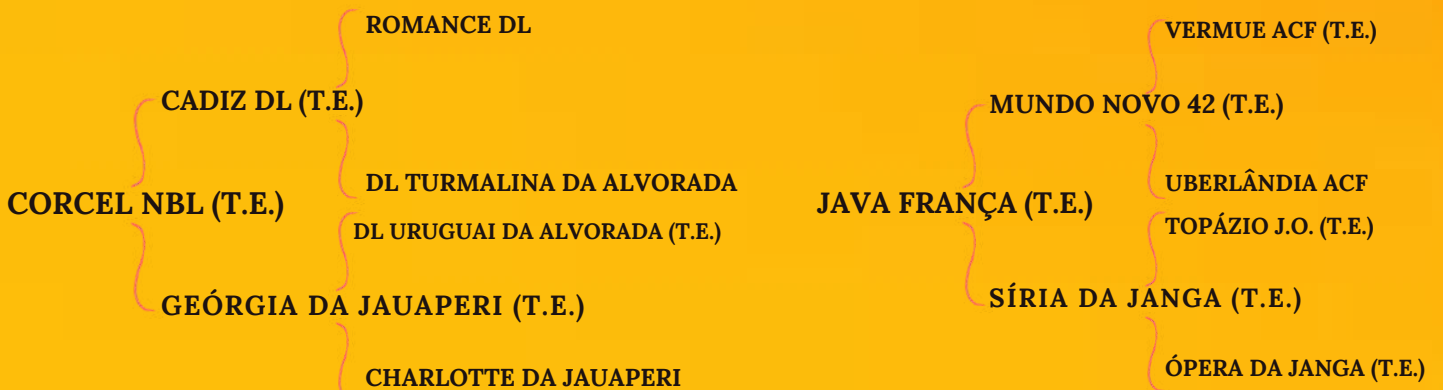 ROMANCE DL
CADIZ DL (T.E.)
DL TURMALINA DA ALVORADA
CORCEL NBL (T.E.)
DL URUGUAI DA ALVORADA (T.E.)
GEÓRGIA DA JAUAPERI (T.E.)
CHARLOTTE DA JAUAPERI
VERMUE ACF (T.E.)
MUNDO NOVO 42 (T.E.)
UBERLÂNDIA ACF
JAVA FRANÇA (T.E.)
TOPÁZIO J.O. (T.E.)
SÍRIA DA JANGA (T.E.)
ÓPERA DA JANGA (T.E.)